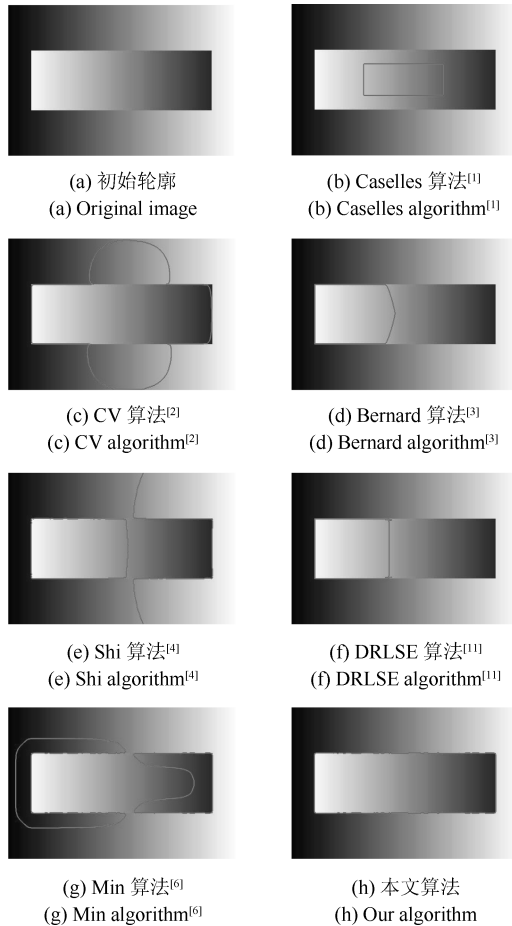 (a) 初始轮廓
(a) Original image
(b) Caselles 算法[1]
(b) Caselles algorithm[1]
(c) CV 算法[2]
(c) CV algorithm[2]
(d) Bernard 算法[3]
(d) Bernard algorithm[3]
(e) Shi 算法[4]
(e) Shi algorithm[4]
(f) DRLSE 算法[11]
(f) DRLSE algorithm[11]
(g) Min 算法[6]
(g) Min algorithm[6]
(h) 本文算法
(h) Our algorithm